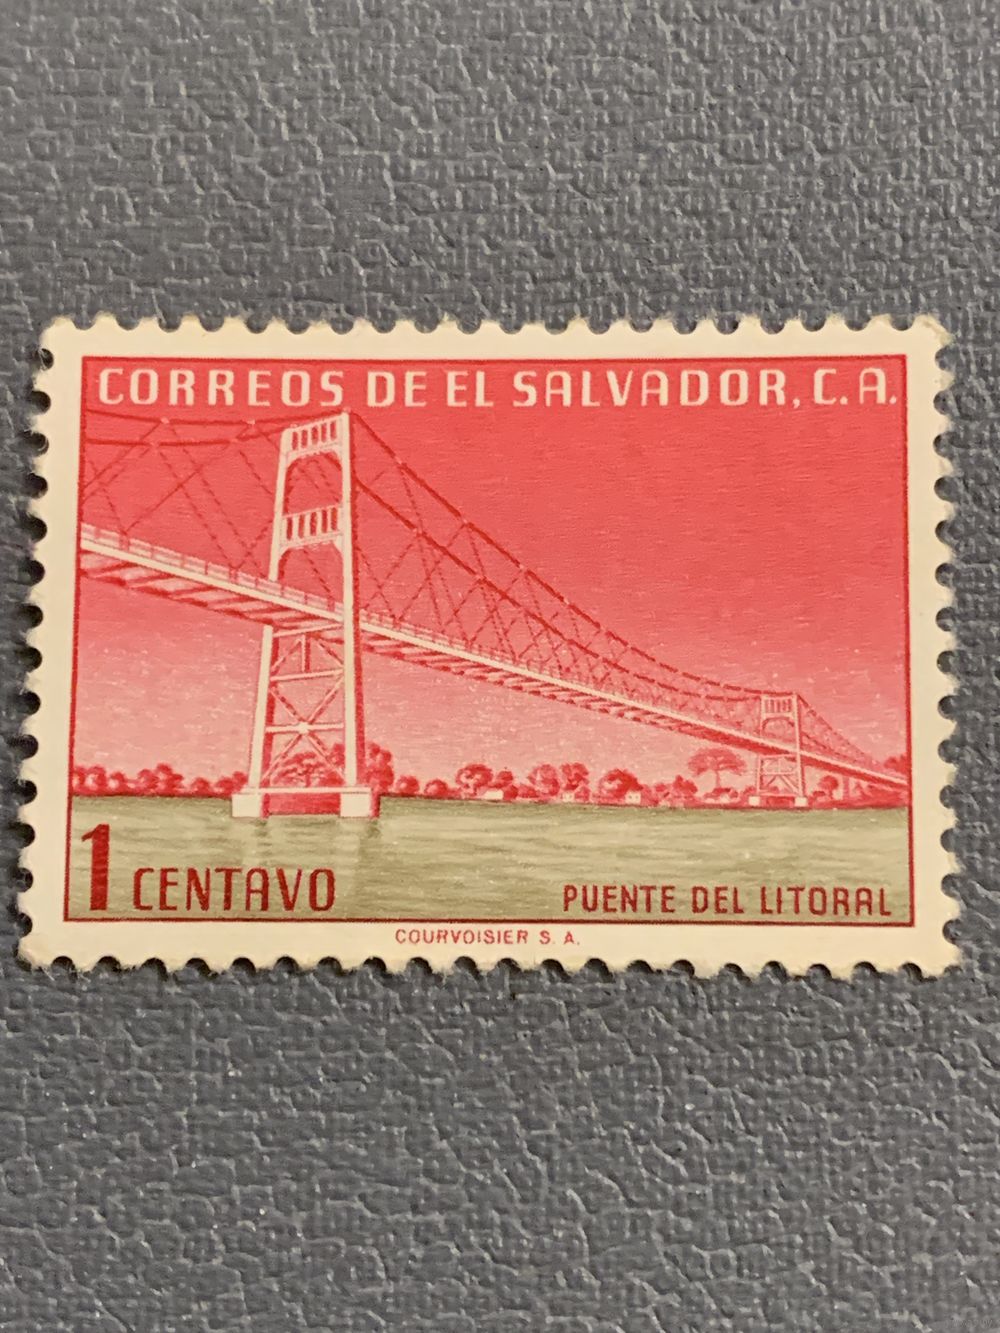 CORREOS DE EL SALVADOR, C.A.
1 CENTAVO
PUENTE DEL LITORAL
COURVOISIER S. A.